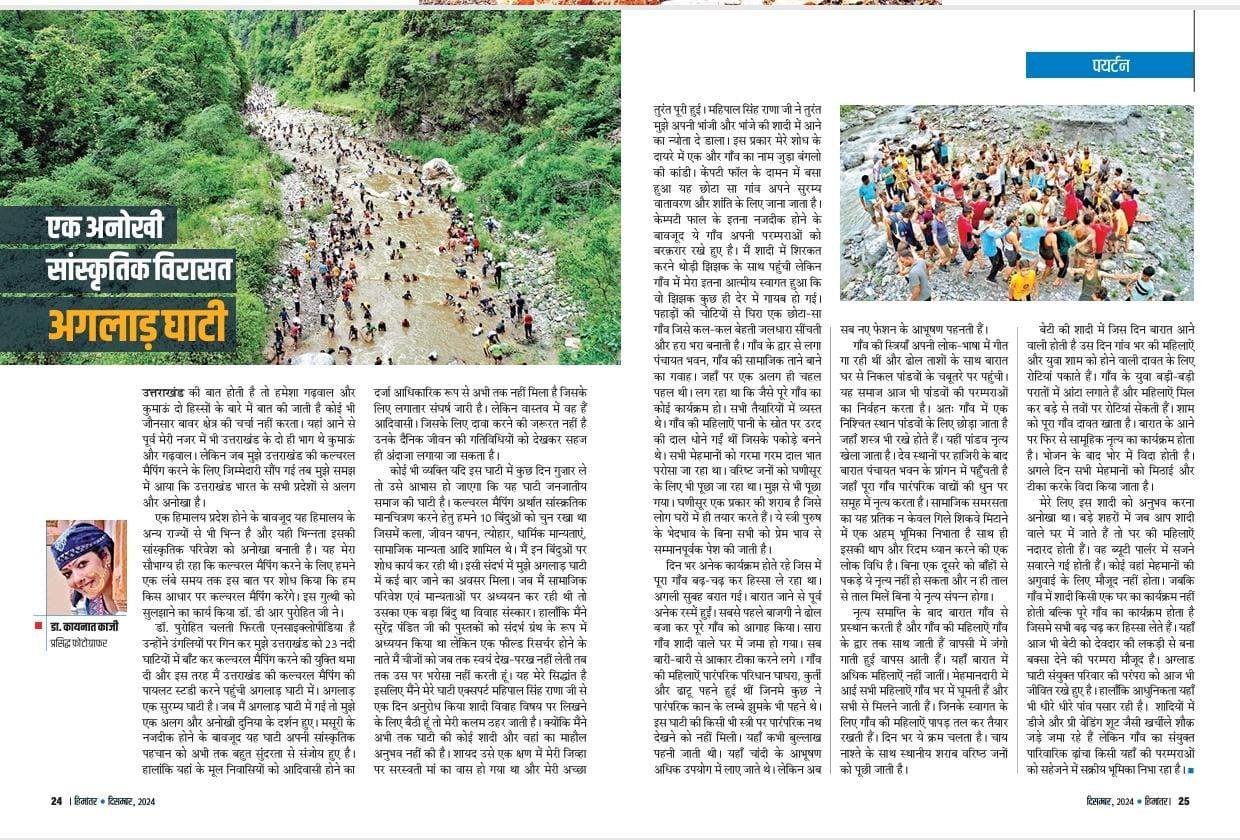 पर्यटन
एक अनोखी
सांस्कृतिक विरासत
अगलाड़ घाटी
उत्तराखंड की बात होती है तो हमेशा गढ़वाल और
कुमाऊं दो हिस्सों के बारे में बात की जाती है कोई भी
जौनसार बावर क्षेत्र की चर्चा नहीं करता। यहां आने से
पूर्व मेरी नजर में भी उत्तराखंड के दो ही भाग थे कुमाऊं
और गढ़वाल। लेकिन जब मुझे उत्तराखंड की कल्चरल
मैपिंग करने के लिए जिम्मेदारी सौंप गई तब मुझे समझ
में आया कि उत्तराखंड भारत के सभी प्रदेशों से अलग
और अनोखा है।
एक हिमालय प्रदेश होने के बावजूद यह हिमालय के
अन्य राज्यों से भी भिन्न है और यही भिन्नता इसकी
सांस्कृतिक परिवेश को अनोखा बनाती है। यह मेरा
सौभाग्य ही रहा कि कल्चरल मैपिंग करने के लिए हमने
एक लंबे समय तक इस बात पर शोध किया कि हम
किस आधार पर कल्चरल मैपिंग करेंगे। इस गुत्थी को
सुलझाने का कार्य किया डॉ. डी आर पुरोहित जी ने।
डॉ. पुरोहित चलती फिरती एनसाइक्लोपीडिया है
उन्होंने उंगलियों पर गिन कर मुझे उत्तराखंड को 23 नदी
घाटियों में बाँट कर कल्चरल मैपिंग करने की युक्ति थमा
दी और इस तरह मैं उत्तराखंड की कल्चरल मैपिंग की
पायलट स्टडी करने पहुंची अगलाड़ घाटी में। अगलाड़
एक सुरम्य घाटी है। जब मैं अगलाड़ घाटी में गई तो मुझे
एक अलग और अनोखी दुनिया के दर्शन हुए। मसूरी के
नजदीक होने के बावजूद यह घाटी अपनी सांस्कृतिक
पहचान को अभी तक बहुत सुंदरता से संजोय हुए है।
हालांकि यहां के मूल निवासियों को आदिवासी होने का
डा. कायनात काजी
प्रसिद्ध फोटोग्राफर
दर्जा आधिकारिक रूप से अभी तक नहीं मिला है जिसके
लिए लगातार संघर्ष जारी है। लेकिन वास्तव में वह हैं
आदिवासी। जिसके लिए दावा करने की जरूरत नहीं है
उनके दैनिक जीवन की गतिविधियों को देखकर सहज
ही अंदाजा लगाया जा सकता है।
कोई भी व्यक्ति यदि इस घाटी में कुछ दिन गुज़ार ले
तो उसे आभास हो जाएगा कि यह घाटी जनजातीय
समाज की घाटी है। कल्चरल मैपिंग अर्थात सांस्क्रतिक
मानचित्रण करने हेतु हमने 10 बिंदुओं को चुन रखा था
जिसमें कला, जीवन यापन, त्योहार, धार्मिक मान्यताएं,
सामाजिक मान्यता आदि शामिल थे। मैं इन बिंदुओं पर
शोध कार्य कर रही थी। इसी संदर्भ में मुझे अगलाड़ घाटी
में कई बार जाने का अवसर मिला। जब मैं सामाजिक
परिवेश एवं मान्यताओं पर अध्ययन कर रही थी तो
उसका एक बड़ा बिंदु था विवाह संस्कार। हालाँकि मैंने
सुरेंद्र पंडित जी की पुस्तकों को संदर्भ ग्रंथ के रूप में
अध्ययन किया था लेकिन एक फील्ड रिसर्चर होने के
नाते मैं चीजों को जब तक स्वयं देख-परख नहीं लेती तब
तक उस पर भरोसा नहीं करती हूं। यह मेरे सिद्धांत है
इसलिए मैंने मेरे घाटी एक्सपर्ट महिपाल सिंह राणा जी से
एक दिन अनुरोध किया शादी विवाह विषय पर लिखने
के लिए बैठी हूं तो मेरी कलम ठहर जाती है। क्योंकि मैंने
अभी तक घाटी की कोई शादी और वहां का माहौल
अनुभव नहीं की है। शायद उसे एक क्षण में मेरी जिव्हा
पर सरस्वती मां का वास हो गया था और मेरी अच्छा
तुरंत पूरी हुई। महिपाल सिंह राणा जी ने तुरंत
मुझे अपनी भांजी और भांजे की शादी में आने
का न्योता दे डाला। इस प्रकार मेरे शोध के
दायरे में एक और गाँव का नाम जुड़ा बंगलो
की कांडी। कैंपटी फॉल के दामन में बसा
हुआ यह छोटा सा गांव अपने सुरम्य
वातावरण और शांति के लिए जाना जाता है।
केम्पटी फाल के इतना नजदीक होने के
बावजूद ये गाँव अपनी परम्पराओं को
बरक़रार रखे हुए है। मैं शादी में शिरकत
करने थोड़ी झिझक के साथ पहुंची लेकिन
गाँव में मेरा इतना आत्मीय स्वागत हुआ कि
वो झिझक कुछ ही देर में गायब हो गई।
पहाड़ों की चोटियों से घिरा एक छोटा-सा
गाँव जिसे कल-कल बेहती जलधारा सींचती
और हरा भरा बनाती है। गाँव के द्वार से लगा
पंचायत भवन, गाँव की सामाजिक ताने बाने
का गवाह। जहाँ पर एक अलग ही चहल
पहल थी। लग रहा था कि जैसे पूरे गाँव का
कोई कार्यक्रम हो। सभी तैयारियों में व्यस्त
थे। गाँव की महिलाऐं पानी के स्रोत पर उरद
की दाल धोने गईं थीं जिसके पकोड़े बनने
थे। सभी मेहमानों को गरमा गरम दाल भात
परोसा जा रहा था। वरिष्ट जनों को घणीसूर
के लिए भी पूछा जा रहा था। मुझ से भी पूछा
गया। घणीसूर एक प्रकार की शराब है जिसे
लोग घरों में ही तयार करते हैं। ये स्त्री पुरुष
के भेदभाव के बिना सभी को प्रेम भाव से
सम्मानपूर्वक पेश की जाती है।
दिन भर अनेक कार्यक्रम होते रहे जिस में
पूरा गाँव बढ़-चढ़ कर हिस्सा ले रहा था।
अगली सुबह बरात गई। बारात जाने से पूर्व
अनेक रस्में हुईं। सबसे पहले बाजगी ने ढोल
बजा कर पूरे गाँव को आगाह किया। सारा
गाँव शादी वाले घर में जमा हो गया। सब
बारी-बारी से आकार टीका करने लगे । गाँव
की महिलाऐं पारंपरिक परिधान घाघरा, कुर्ती
और ढाटू पहने हुई थीं जिनमे कुछ ने
पारंपरिक कान के लम्बे झुमके भी पहने थे।
इस घाटी की किसी भी स्त्री पर पारंपरिक नथ
देखने को नहीं मिली। यहाँ कभी बुल्लाख
पहनी जाती थी। यहाँ चांदी के आभूषण
अधिक उपयोग में लाए जाते थे। लेकिन अब
सब नए फेशन के आभूषण पहनती हैं।
गाँव की स्त्रियाँ अपनी लोक-भाषा में गीत
गा रही थीं और ढोल ताशों के साथ बारात
घर से निकल पांडवों के चबूतरे पर पहुंची।
यह समाज आज भी पांडवों की परम्पराओं
का निर्वहन करता है। अतः गाँव में एक
निश्चित स्थान पांडवों के लिए छोड़ा जाता है
जहाँ शस्त्र भी रखे होते हैं। यहीं पांडव नृत्य
खेला जाता है। देव स्थानों पर हाजिरी के बाद
बारात पंचायत भवन के प्रांगन में पहुँचती है
जहाँ पूरा गाँव पारंपरिक वाद्यों की धुन पर
समूह में नृत्य करता है। सामाजिक समरसता
का यह प्रतिक न केवल गिले शिकवे मिटाने
में एक अहम् भूमिका निभाता है साथ ही
इसकी थाप और रिदम ध्यान करने की एक
लोक विधि है। बिना एक दूसरे को बाँहों से
पकड़े ये नृत्य नहीं हो सकता और न ही ताल
से ताल मिलें बिना ये नृत्य संपन्न होगा।
नृत्य समाप्ति के बाद बारात गाँव से
प्रस्थान करती है और गाँव की महिलाऐं गाँव
के द्वार तक साथ जाती हैं वापसी में जंगो
गाती हुई वापस आती हैं। यहाँ बारात में
अधिक महिलाऐं नहीं जातीं। मेहमानदारी में
आई सभी महिलाऐं गाँव भर में घूमती हैं और
सभी से मिलने जाती हैं। जिनके स्वागत के
लिए गाँव की महिलाऐं पापड़ तल कर तैयार
रखती हैं। दिन भर ये क्रम चलता है। चाय
नाश्ते के साथ स्थानीय शराब वरिष्ठ जनों
को पूछी जाती है।
बेटी की शादी में जिस दिन बारात आने
वाली होती है उस दिन गांव भर की महिलाऐं
और युवा शाम को होने वाली दावत के लिए
रोटियां पकाते हैं। गाँव के युवा बड़ी-बड़ी
परातों में आंटा लगाते हैं और महिलाऐं मिल
कर बड़े से तवों पर रोटियां सेंकती हैं। शाम
को पूरा गाँव दावत खाता है। बारात के आने
पर फिर से सामूहिक नृत्य का कार्यक्रम होता
है। भोजन के बाद भोर में विदा होती है।
अगले दिन सभी मेहमानों को मिठाई और
टीका करके विदा किया जाता है।
मेरे लिए इस शादी को अनुभव करना
अनोखा था। बड़े शहरों में जब आप शादी
वाले घर में जाते हैं तो घर की महिलाऐं
नदारद होती हैं। वह ब्यूटी पार्लर में सजने
सवारने गई होती हैं। कोई वहां मेहमानों की
अगुवाई के लिए मौजूद नहीं होता। जबकि
गाँव में शादी किसी एक घर का कार्यक्रम नहीं
होती बल्कि पूरे गाँव का कार्यक्रम होता है
जिसमे सभी बढ़ चढ़ कर हिस्सा लेते हैं। यहाँ
आज भी बेटी को देवदार की लकड़ी से बना
बक्सा देने की परम्परा मौजूद है। अगलाड
घाटी संयुक्त परिवार की परंपरा को आज भी
जीवित रखे हुए है। हालाँकि आधुनिकता यहाँ
भी धीरे धीरे पांव पसार रही है। शादियों में
डीजे और प्री वेडिंग शूट जैसी खर्चीले शौक़
जड़े जमा रहे हैं लेकिन गाँव का संयुक्त
पारिवारिक ढ़ांचा किसी यहाँ की परम्पराओं
को सहेजने में सक्रीय भूमिका निभा रहा है।
24 । हिमांतर • दिसम्बर, 2024
दिसम्बर, 2024 • हिमांतर। 25